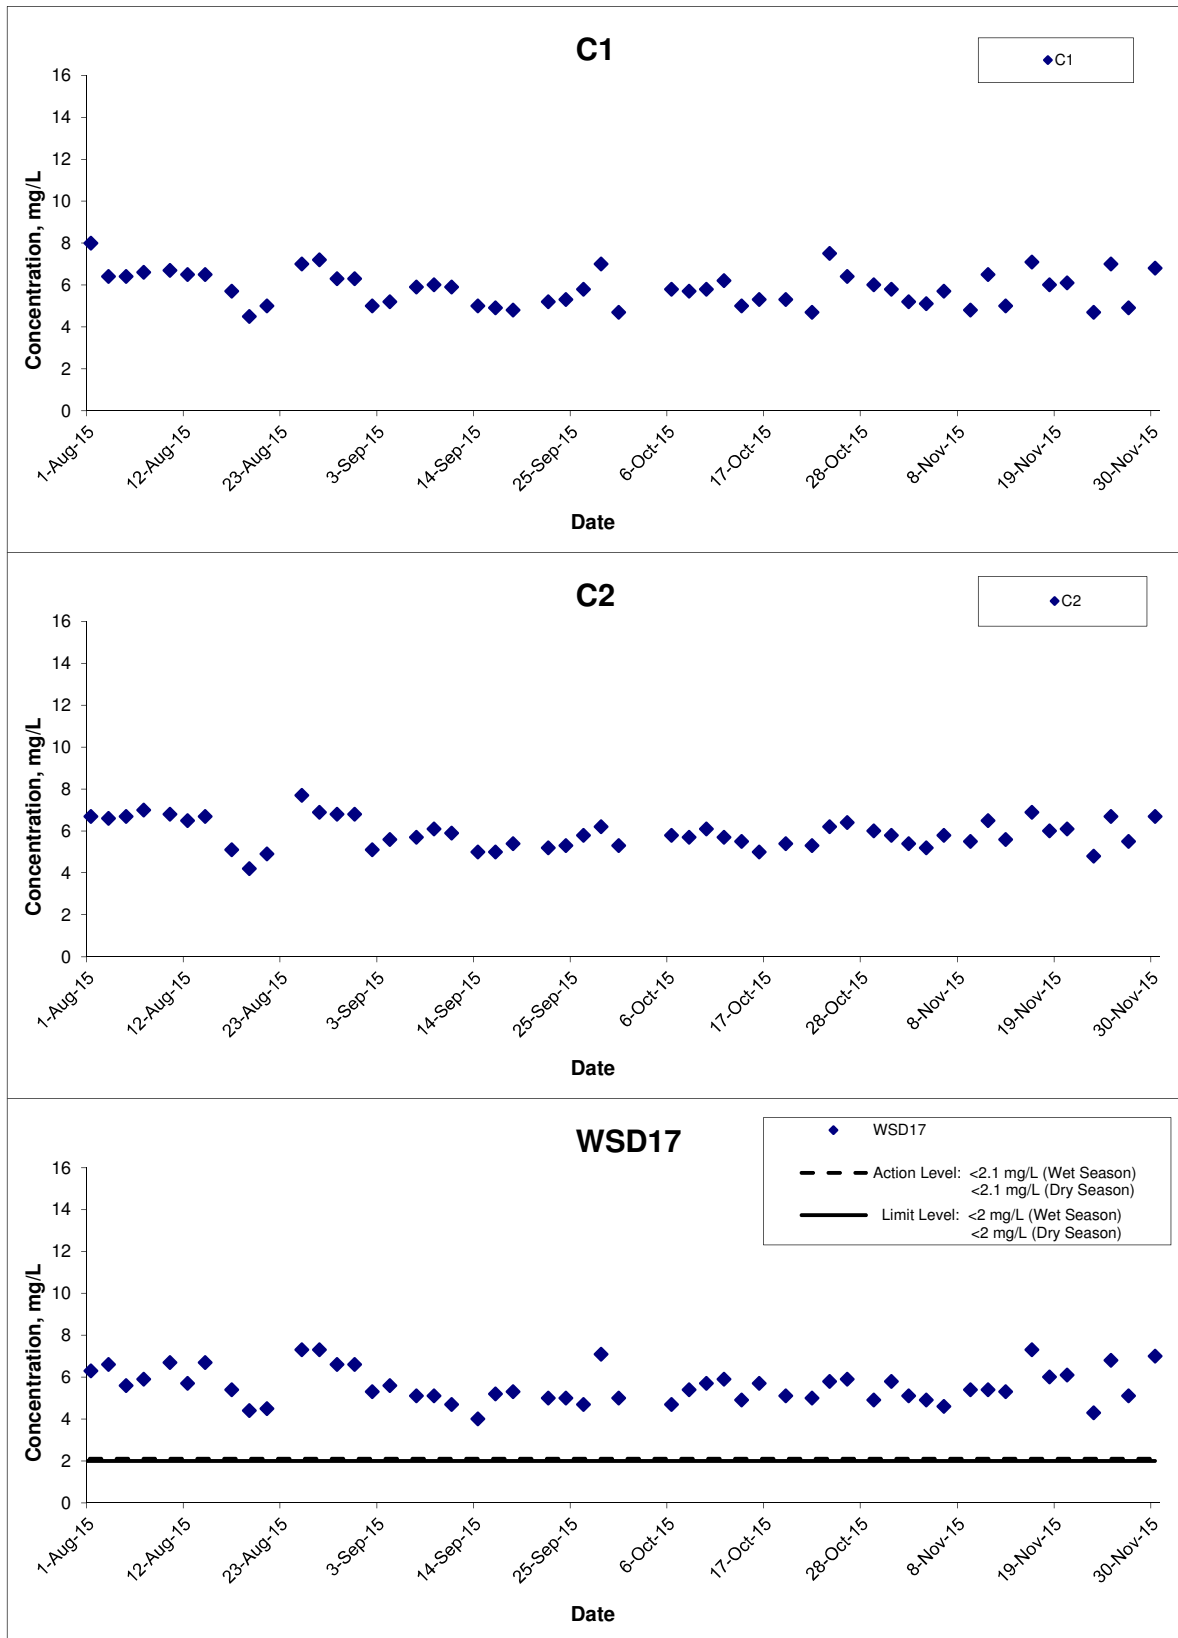 C1
C1
16
14
12
10
8
6
4
2
0
Concentration, mg/L
1-Aug-15
12-Aug-15
23-Aug-15
3-Sep-15
14-Sep-15
25-Sep-15
6-Oct-15
17-Oct-15
28-Oct-15
8-Nov-15
19-Nov-15
30-Nov-15
Date
C2
C2
16
14
12
10
8
6
4
2
0
Concentration, mg/L
1-Aug-15
12-Aug-15
23-Aug-15
3-Sep-15
14-Sep-15
25-Sep-15
6-Oct-15
17-Oct-15
28-Oct-15
8-Nov-15
19-Nov-15
30-Nov-15
Date
WSD17
WSD17
Action Level: <2.1 mg/L (Wet Season)
<2.1 mg/L (Dry Season)
Limit Level: <2 mg/L (Wet Season)
<2 mg/L (Dry Season)
16
14
12
10
8
6
4
2
0
Concentration, mg/L
1-Aug-15
12-Aug-15
23-Aug-15
3-Sep-15
14-Sep-15
25-Sep-15
6-Oct-15
17-Oct-15
28-Oct-15
8-Nov-15
19-Nov-15
30-Nov-15
Date